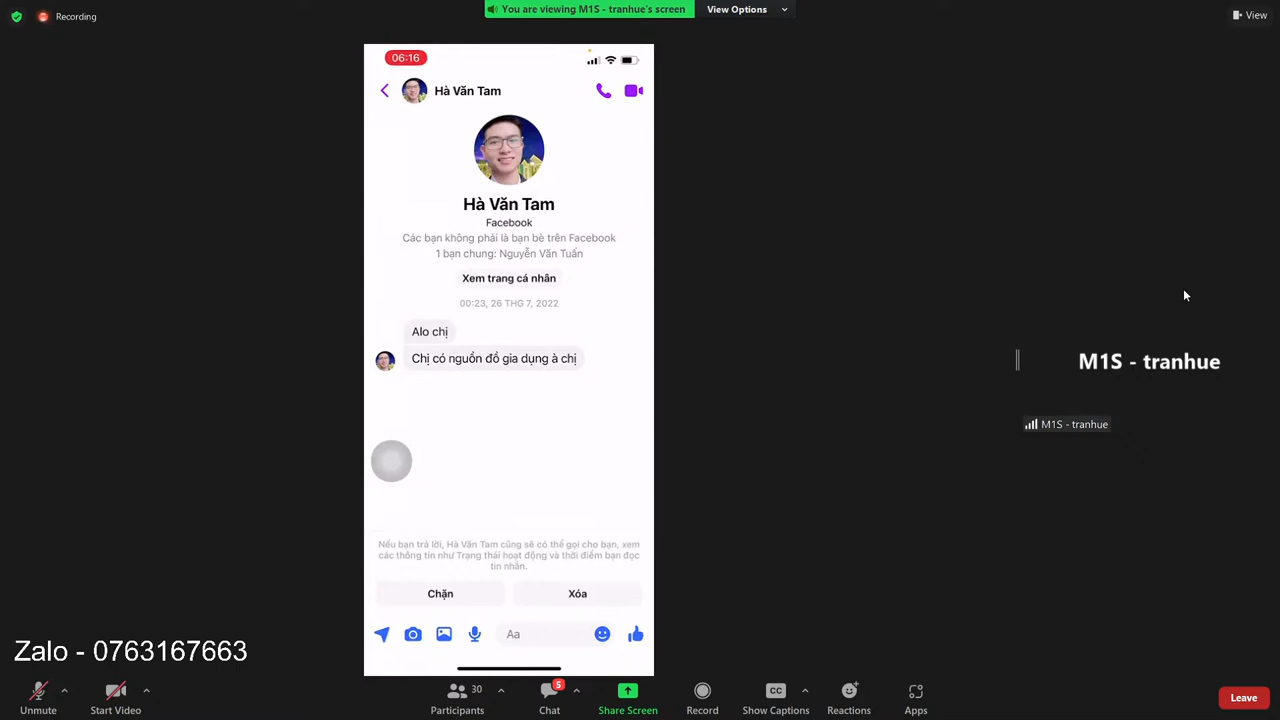 Recording
You are viewing M1S - tranhue's screen
View Options
View
06:16
Hà Văn Tam
Hà Văn Tam
Facebook
Các bạn không phải là bạn bè trên Facebook
1 bạn chung: Nguyễn Văn Tuấn
Xem trang cá nhân
00:23, 26 THG 7, 2022
Alo chị
Chị có nguồn đồ gia dụng à chị
M1S - tranhue
M1S - tranhue
Nếu bạn trả lời, Hà Văn Tam cũng sẽ có thể gọi cho bạn, xem
các thông tin như Trạng thái hoạt động và thời điểm bạn đọc
tin nhắn.
Chặn
Xóa
Aa
Zalo - 0763167663
Unmute
Start Video
30
Participants
5
Chat
Share Screen
Record
CC
Show Captions
Reactions
Apps
Leave